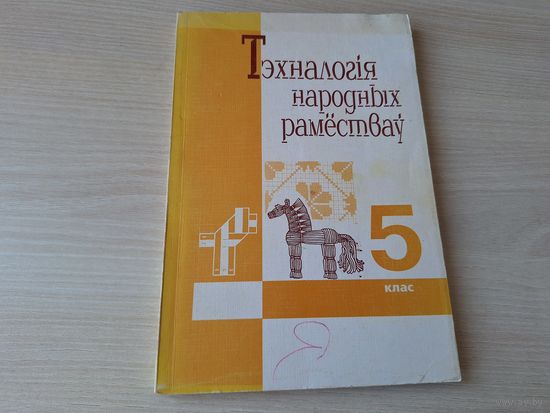 Тэхналогія
народных
рамёстваў
5
клас
Я